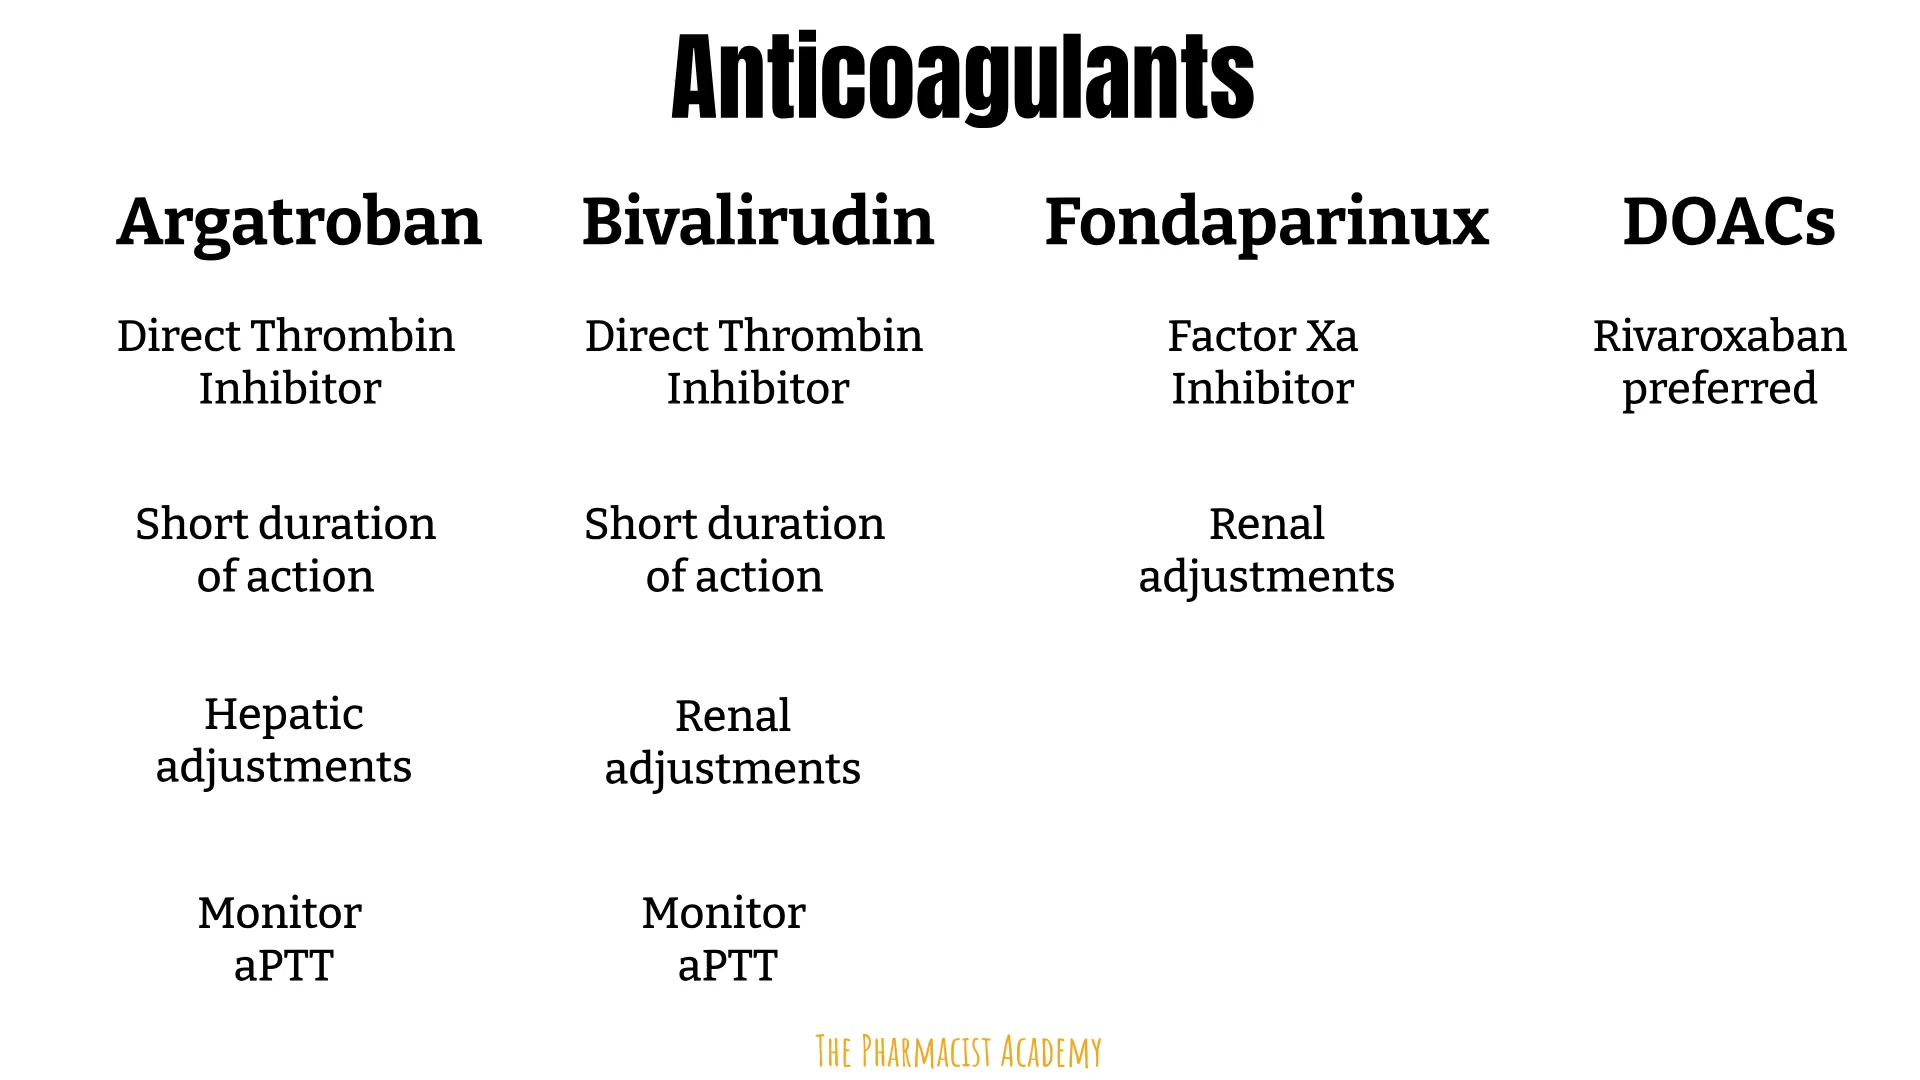 Anticoagulants
Argatroban
Direct Thrombin
Inhibitor
Short duration
of action
Hepatic
adjustments
Monitor
aPTT
Bivalirudin
Direct Thrombin
Inhibitor
Short duration
of action
Renal
adjustments
Monitor
aPTT
Fondaparinux
Factor Xa
Inhibitor
Renal
adjustments
DOACs
Rivaroxaban
preferred
The Pharmacist Academy